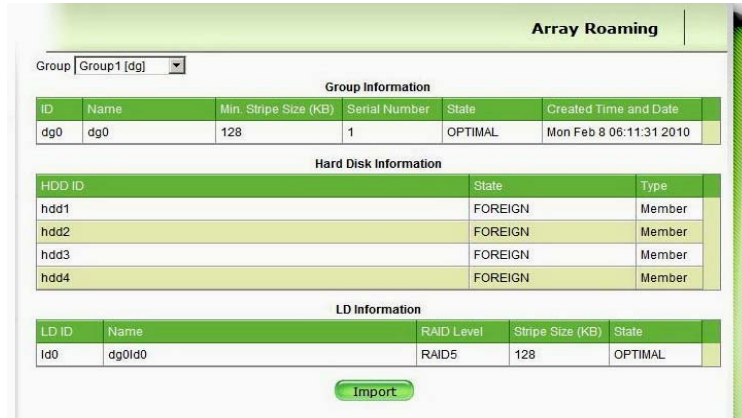 Array Roaming
Group Group1 [dg]
Group Information
ID Name Min. Stripe Size (KB) Serial Number State Created Time and Date
dg0 dg0 128 1 OPTIMAL Mon Feb 8 06:11:31 2010
Hard Disk Information
HDD ID State Type
hdd1 FOREIGN Member
hdd2 FOREIGN Member
hdd3 FOREIGN Member
hdd4 FOREIGN Member
LD Information
LD ID Name RAID Level Stripe Size (KB) State
ld0 dg0ld0 RAID5 128 OPTIMAL
Import